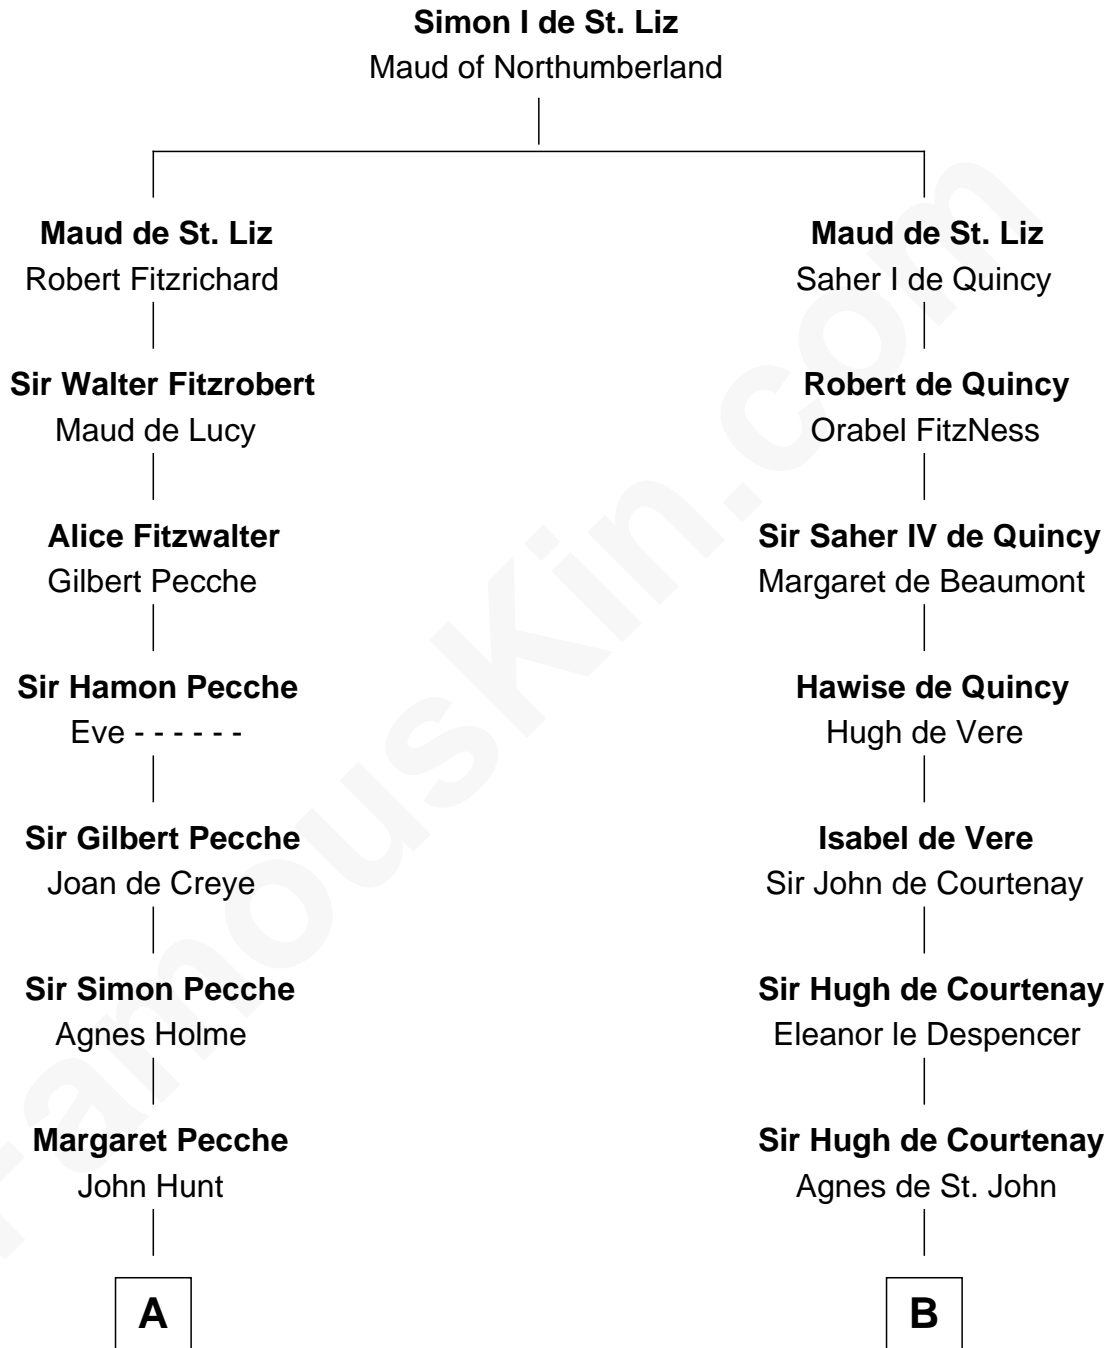 Simon I de St. Liz
Maud of Northumberland
Maud de St. Liz
Robert Fitzrichard
Sir Walter Fitzrobert
Maud de Lucy
Alice Fitzwalter
Gilbert Pecche
Sir Hamon Pecche
Eve - - - - - -
Sir Gilbert Pecche
Joan de Creye
Sir Simon Pecche
Agnes Holme
Margaret Pecche
John Hunt
A
Maud de St. Liz
Saher I de Quincy
Robert de Quincy
Orabel FitzNess
Sir Saher IV de Quincy
Margaret de Beaumont
Hawise de Quincy
Hugh de Vere
Isabel de Vere
Sir John de Courtenay
Sir Hugh de Courtenay
Eleanor le Despencer
Sir Hugh de Courtenay
Agnes de St. John
B
FamousKin.com